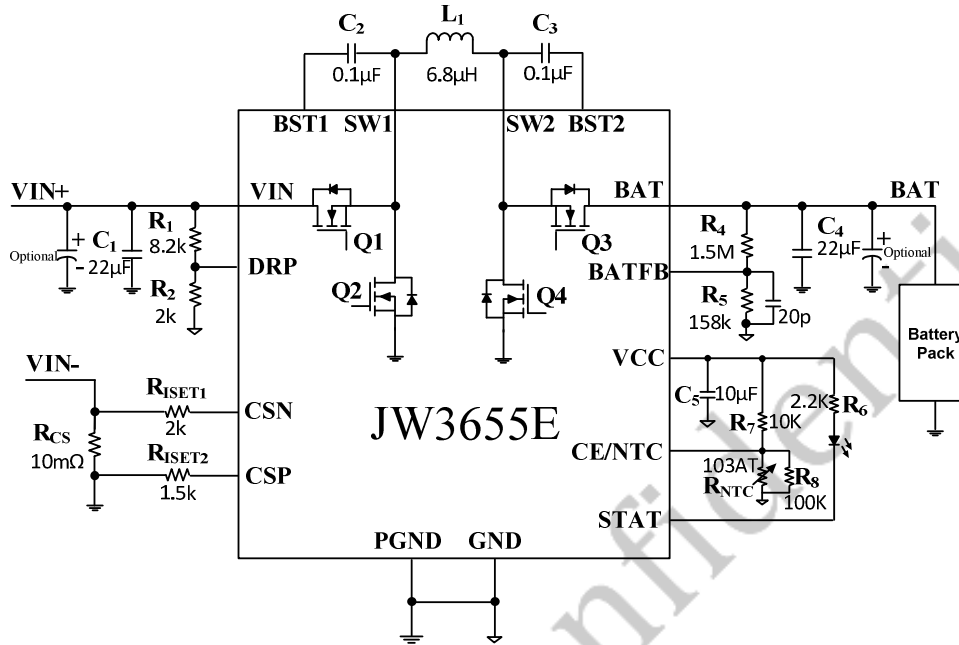 C2
L1
C3
0.1µF
6.8µH
0.1µF
BST1
SW1
SW2
BST2
VIN+
VIN
BAT
BAT
Optional
+
-
C1
22µF
R1
8.2k
DRP
R2
2k
Q1
Q2
Q3
Q4
R4
1.5M
BATFB
R5
158k
20p
C4
22µF
+
Optional
-
Battery
Pack
VIN-
RCS
10mΩ
RISET1
2k
CSN
RISET2
1.5k
CSP
JW3655E
VCC
C5
10µF
R7
10K
2.2K
R6
CE/NTC
103AT
RNTC
R8
100K
STAT
PGND
GND
nfidenti